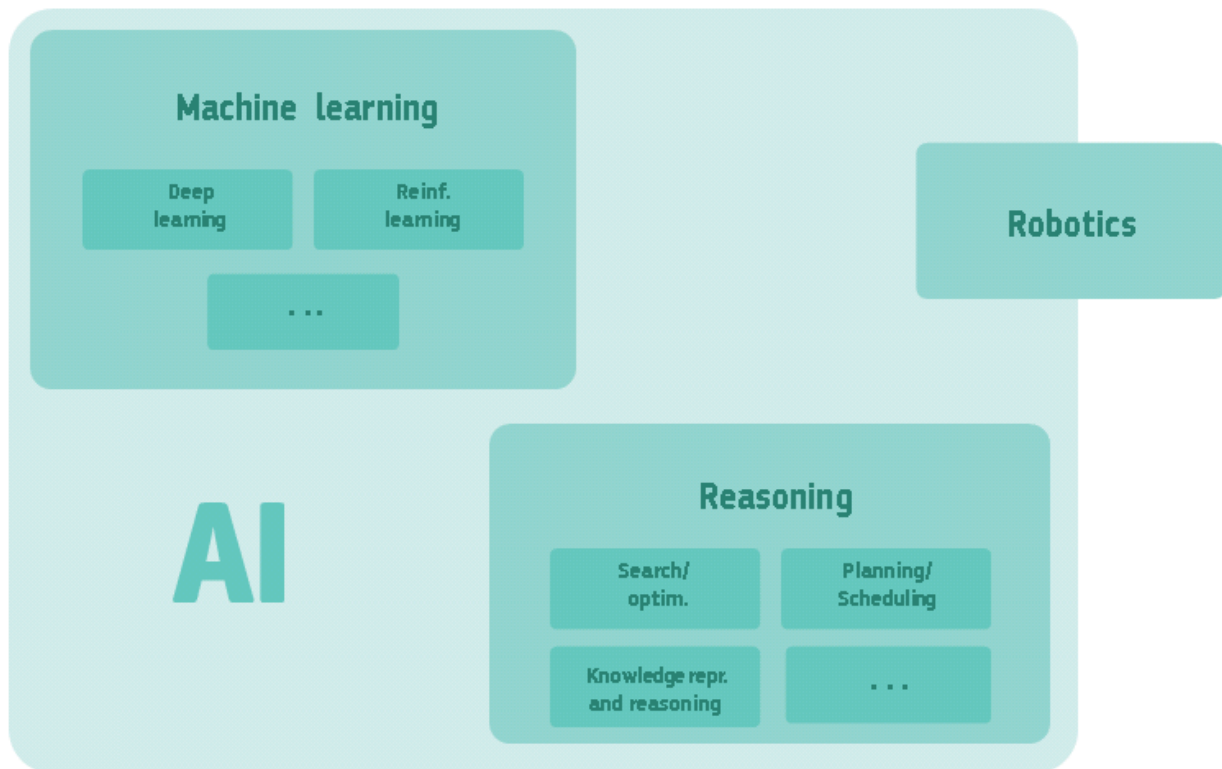 Machine learning
Deep
learning
Reinf.
learning
...
Robotics
AI
Reasoning
Search/
optim.
Planning/
Scheduling
Knowledge repr.
and reasoning
...